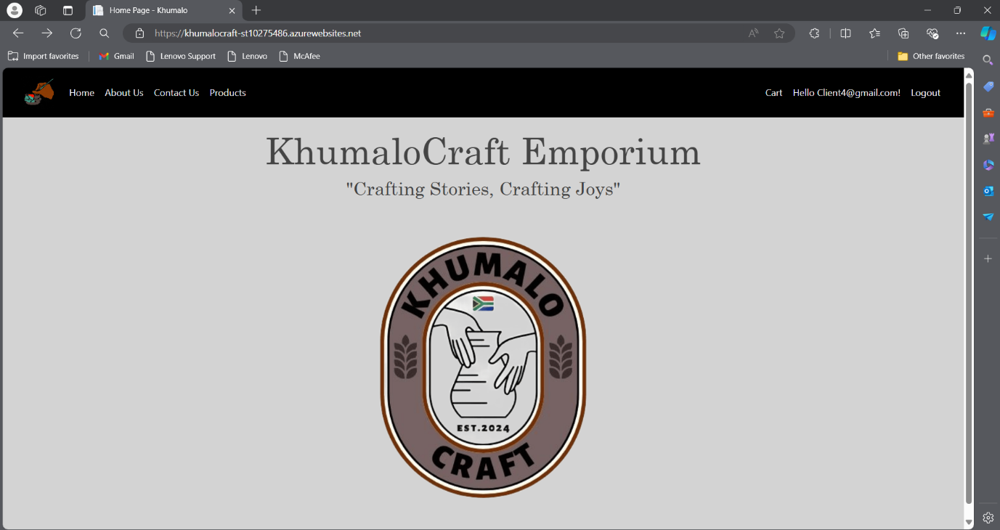 Home Page - Khumalo
https://khumalocraft-st10275486.azurewebsites.net
Import favorites Gmail Lenovo Support Lenovo McAfee Other favorites
Home About Us Contact Us Products Cart Hello Client4@gmail.com! Logout
KhumaloCraft Emporium
"Crafting Stories, Crafting Joys"
KHUMALO
EST.2024
CRAFT